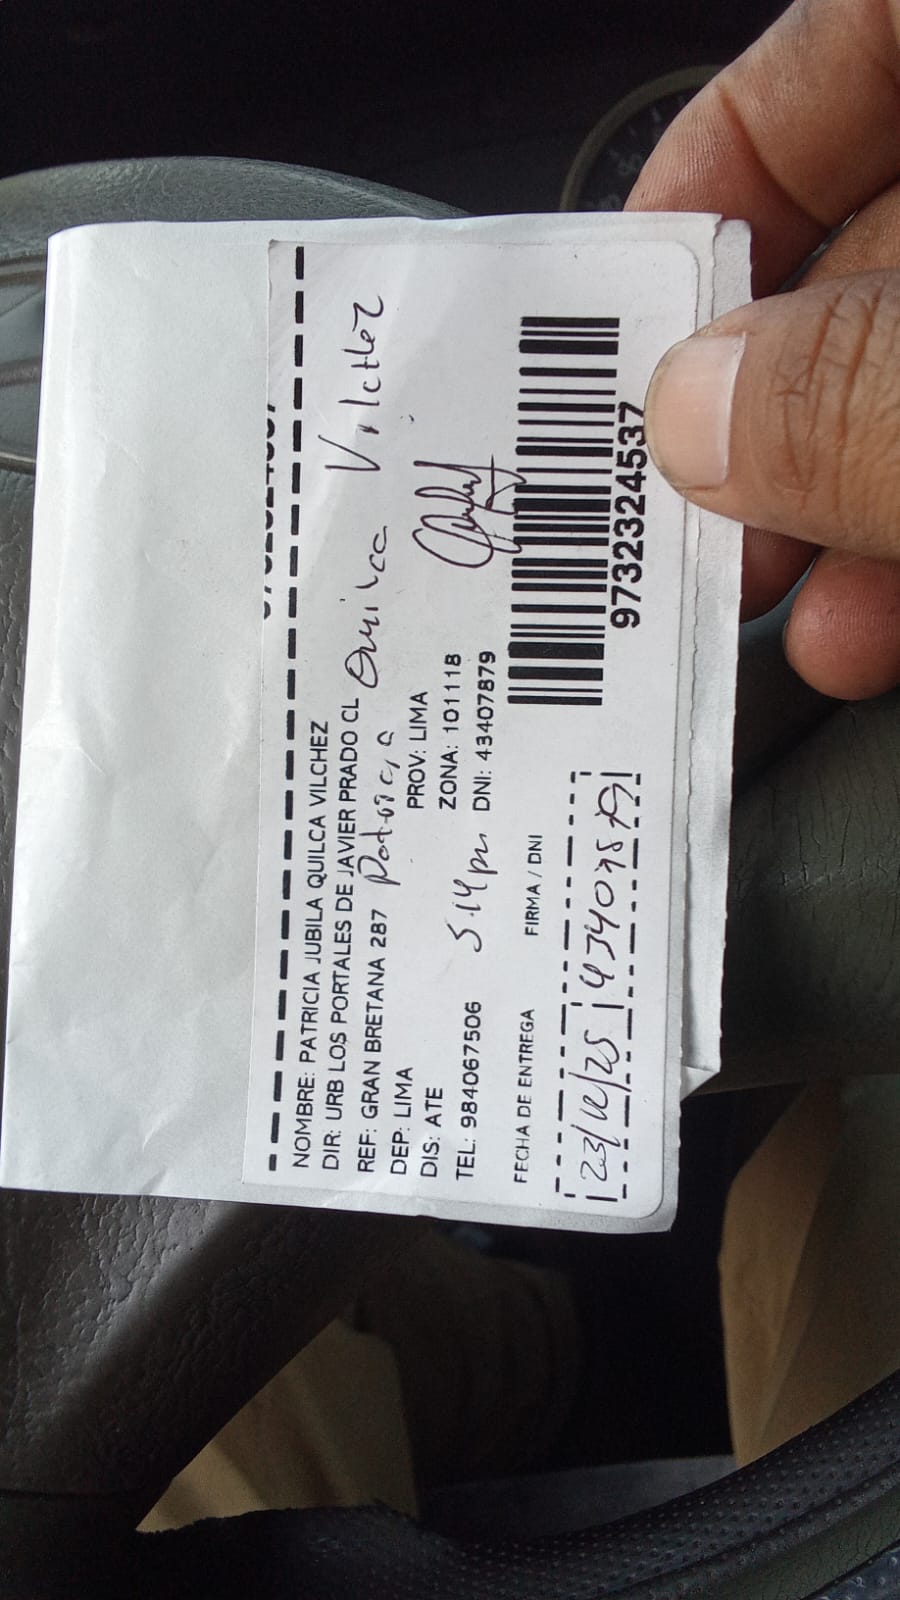 NOMBRE: PATRICIA JUBILA QUILCA VILCHEZ
DIR: URB LOS PORTALES DE JAVIER PRADO CL
REF: GRAN BRETANA 287
Patricia Quilca Vilchez
DEP: LIMA PROV: LIMA
DIS: ATE ZONA: 101118
TEL: 984067506 5.14pm DNI: 43407879
FECHA DE ENTREGA FIRMA / DNI
23/12/25 43407879
9732324537